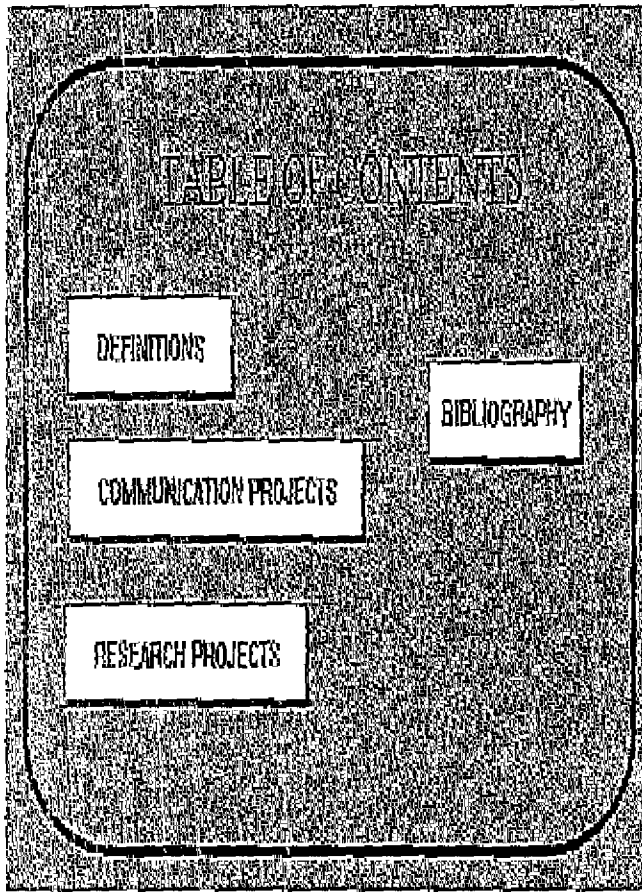 TABLE OF CONTENTS
DEFINITIONS
COMMUNICATION PROJECTS
RESEARCH PROJECTS
BIBLIOGRAPHY